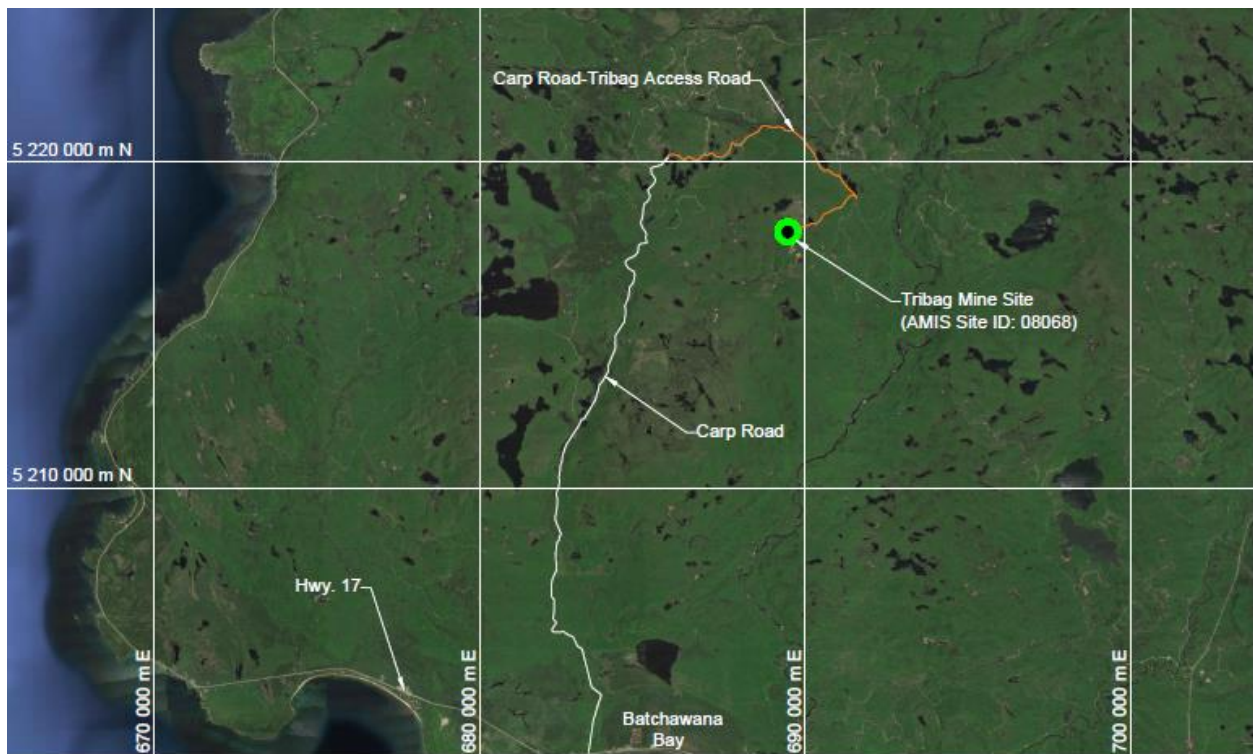 Carp Road-Tribag Access Road
5 220 000 m N
Tribag Mine Site
(AMIS Site ID: 08068)
Carp Road
5 210 000 m N
Hwy. 17
670 000 m E
680 000 m E
690 000 m E
700 000 m E
Batchawana
Bay